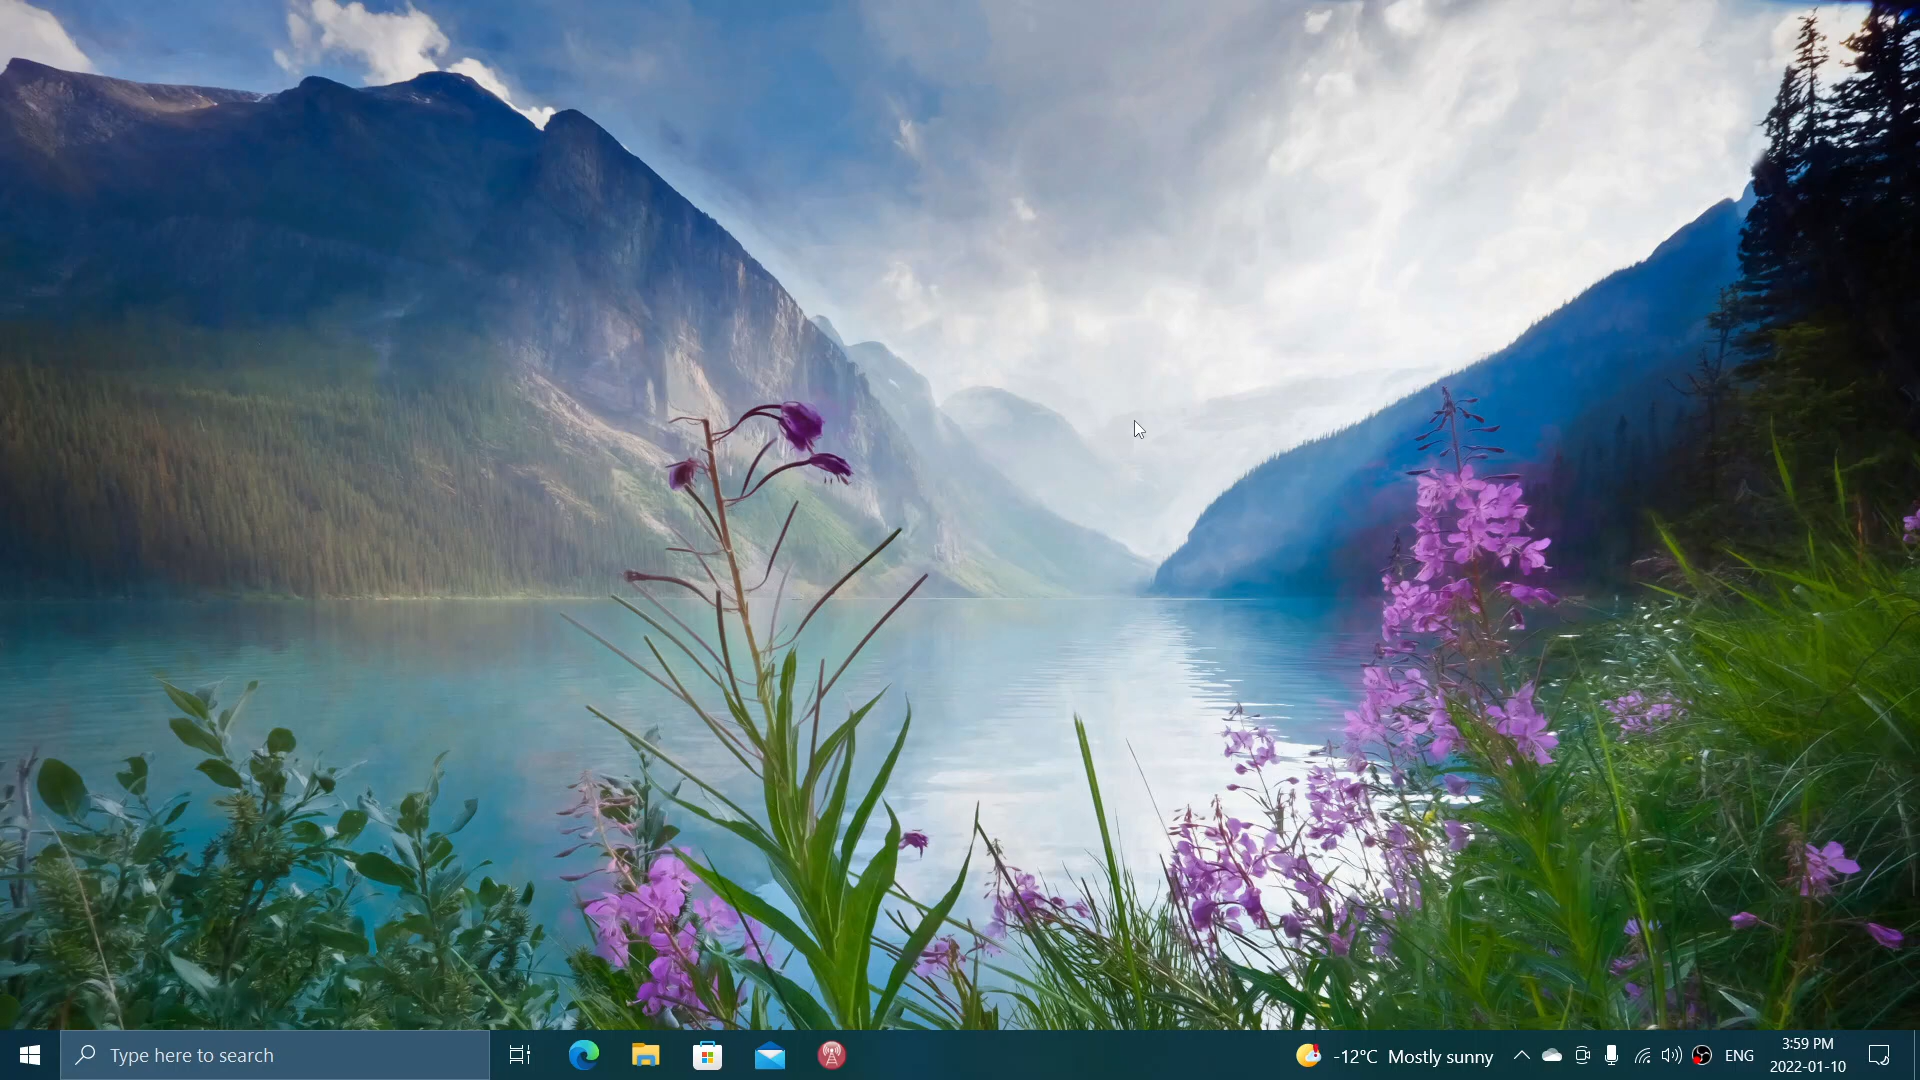 Type here to search
-12°C Mostly sunny
ENG
3:59 PM
2022-01-10